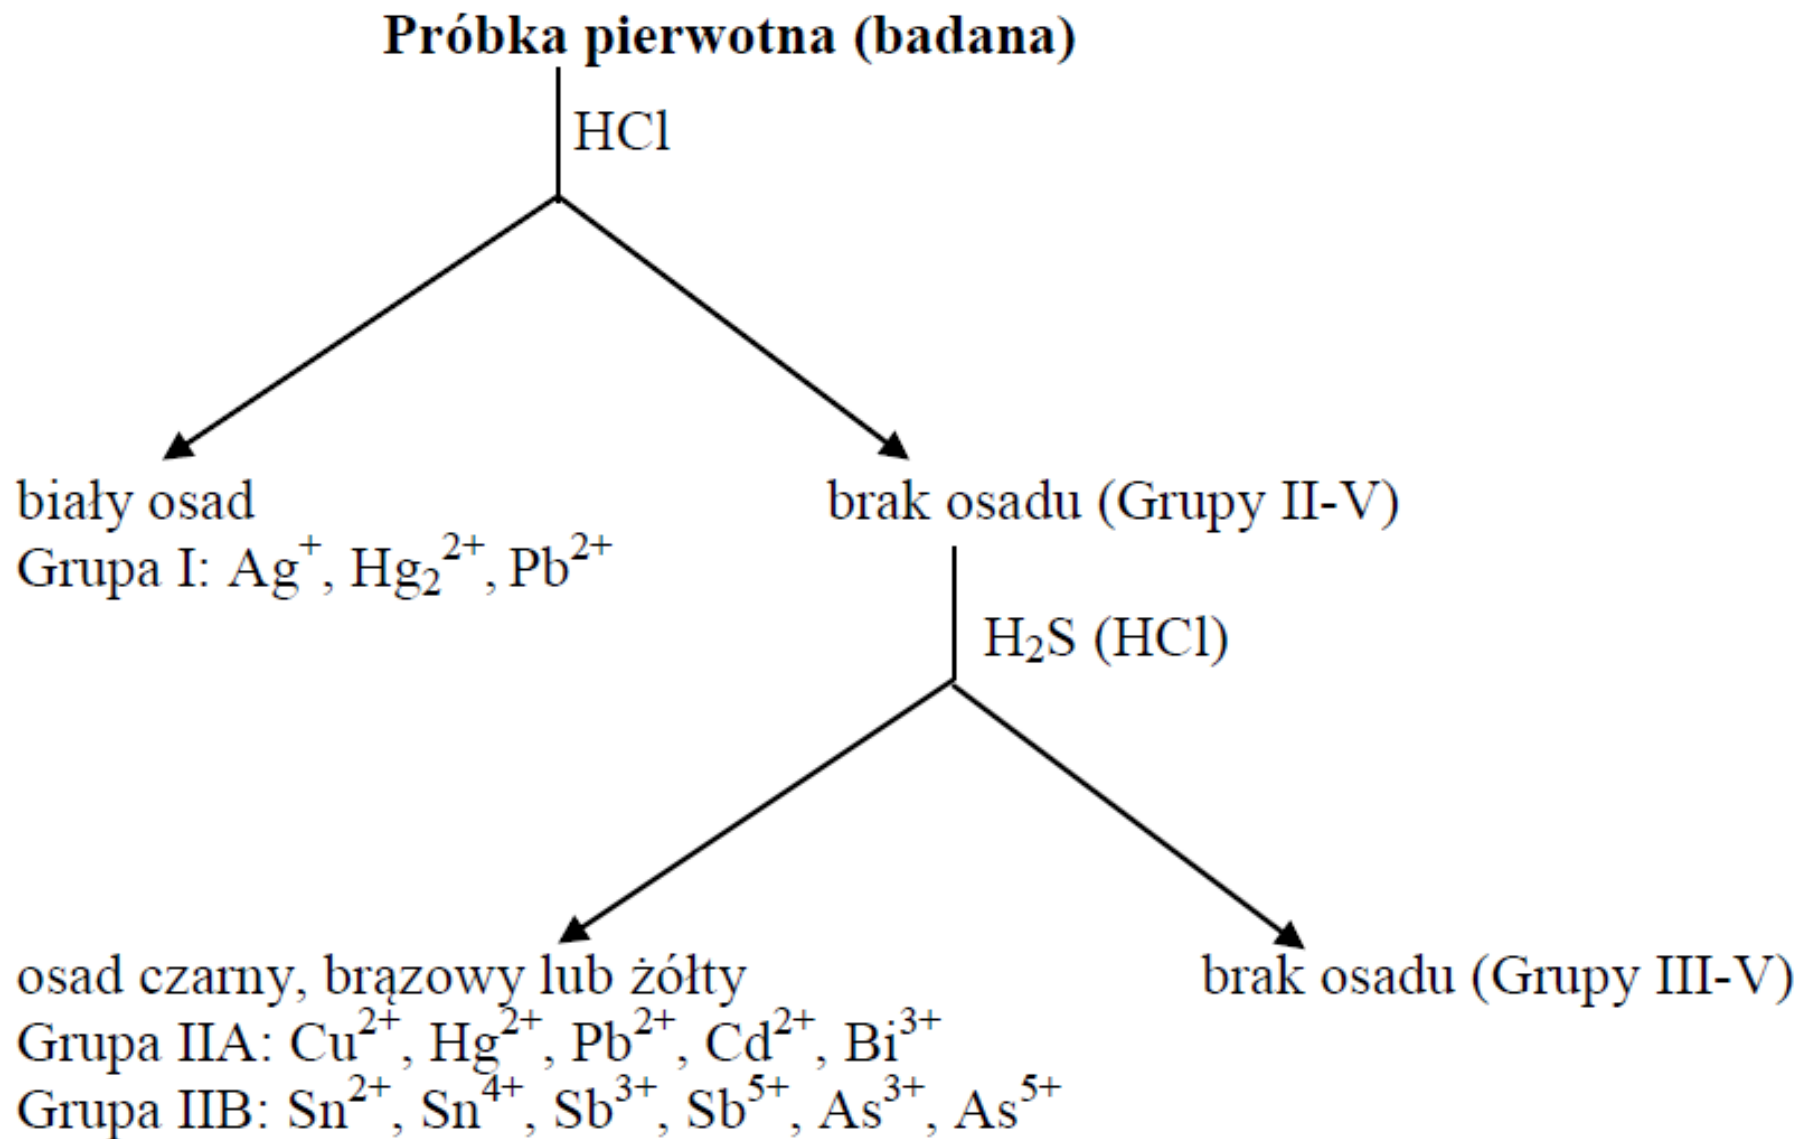 Próbka pierwotna (badana)
HCl
biały osad
Grupa I: Ag⁺, Hg₂²⁺, Pb²⁺
brak osadu (Grupy II-V)
H₂S (HCl)
osad czarny, brązowy lub żółty
Grupa IIA: Cu²⁺, Hg²⁺, Pb²⁺, Cd²⁺, Bi³⁺
Grupa IIB: Sn²⁺, Sn⁴⁺, Sb³⁺, Sb⁵⁺, As³⁺, As⁵⁺
brak osadu (Grupy III-V)